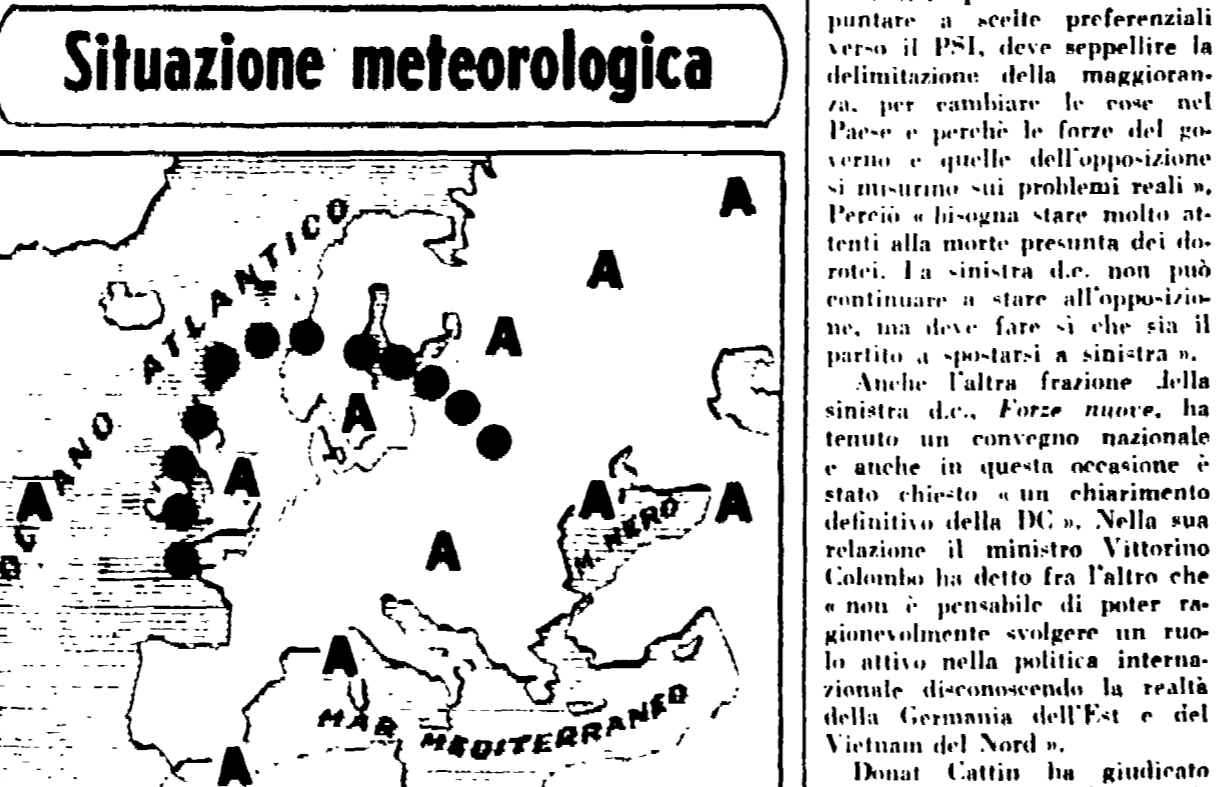 Situazione meteorologica
A
A
A
A
A
A
A
A
A
A
A
OCEANO ATLANTICO
M. NERO
MAR MEDITERRANEO
puntare a scelte preferenziali
verso il PSI, deve seppellire la
delimitazione della maggioran-
za, per cambiare le cose nel
Paese e perchè le forze del go-
verno e quelle dell'opposizione
si misurino sui problemi reali ».
Perciò « bisogna stare molto at-
tenti alla morte presunta dei do-
rotei. La sinistra d.c. non può
continuare a stare all'opposizio-
ne, ma deve fare sì che sia il
partito a spostarsi a sinistra ».
Anche l'altra frazione della
sinistra d.c., Forze nuove, ha
tenuto un convegno nazionale
e anche in questa occasione è
stato chiesto « un chiarimento
definitivo della DC ». Nella sua
relazione il ministro Vittorino
Colombo ha detto fra l'altro che
« non è pensabile di poter ra-
gionevolmente svolgere un ruo-
lo attivo nella politica interna-
zionale disconoscendo la realtà
della Germania dell'Est e del
Vietnam del Nord ».
Donat Cattin ha giudicato